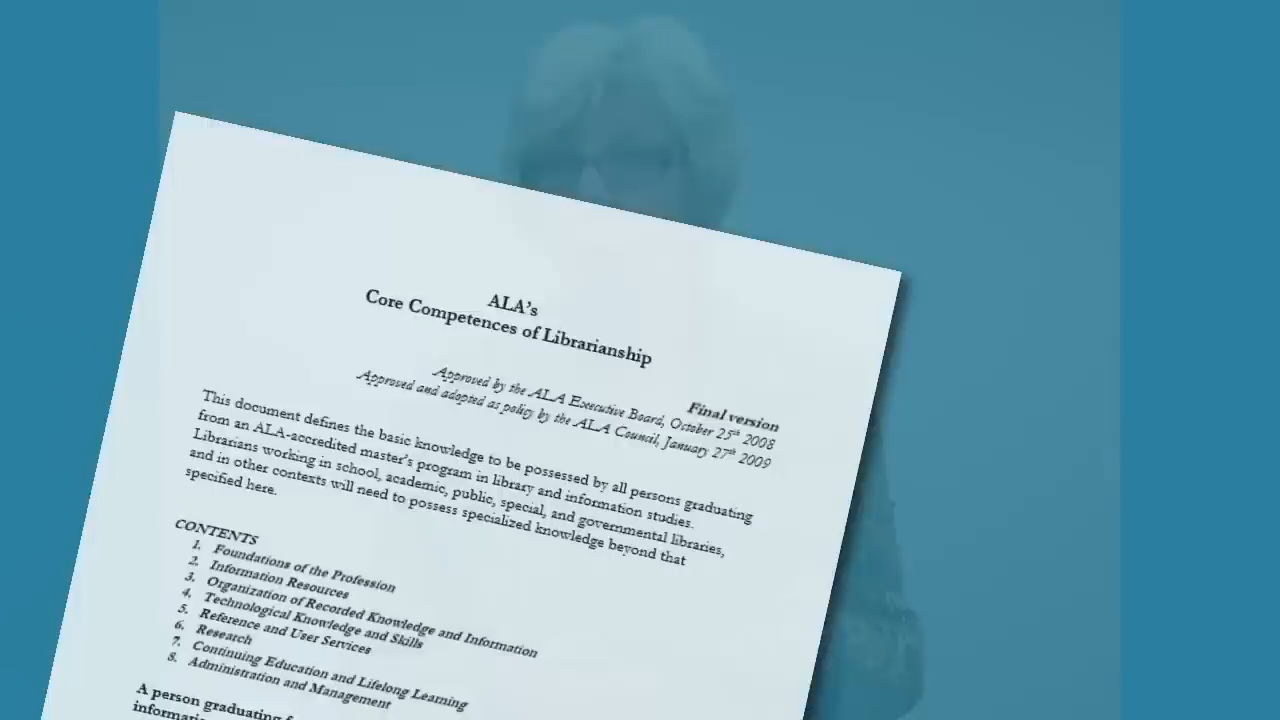 ALA's
Core Competences of Librarianship
Final version
Approved by the ALA Executive Board, October 25th 2008
Approved and adopted as policy by the ALA Council, January 27th 2009
This document defines the basic knowledge to be possessed by all persons graduating
from an ALA-accredited master's program in library and information studies.
Librarians working in school, academic, public, special, and governmental libraries,
and in other contexts will need to possess specialized knowledge beyond that
specified here.
CONTENTS
1. Foundations of the Profession
2. Information Resources
3. Organization of Recorded Knowledge and Information
4. Technological Knowledge and Skills
5. Reference and User Services
6. Research
7. Continuing Education and Lifelong Learning
8. Administration and Management
A person graduating